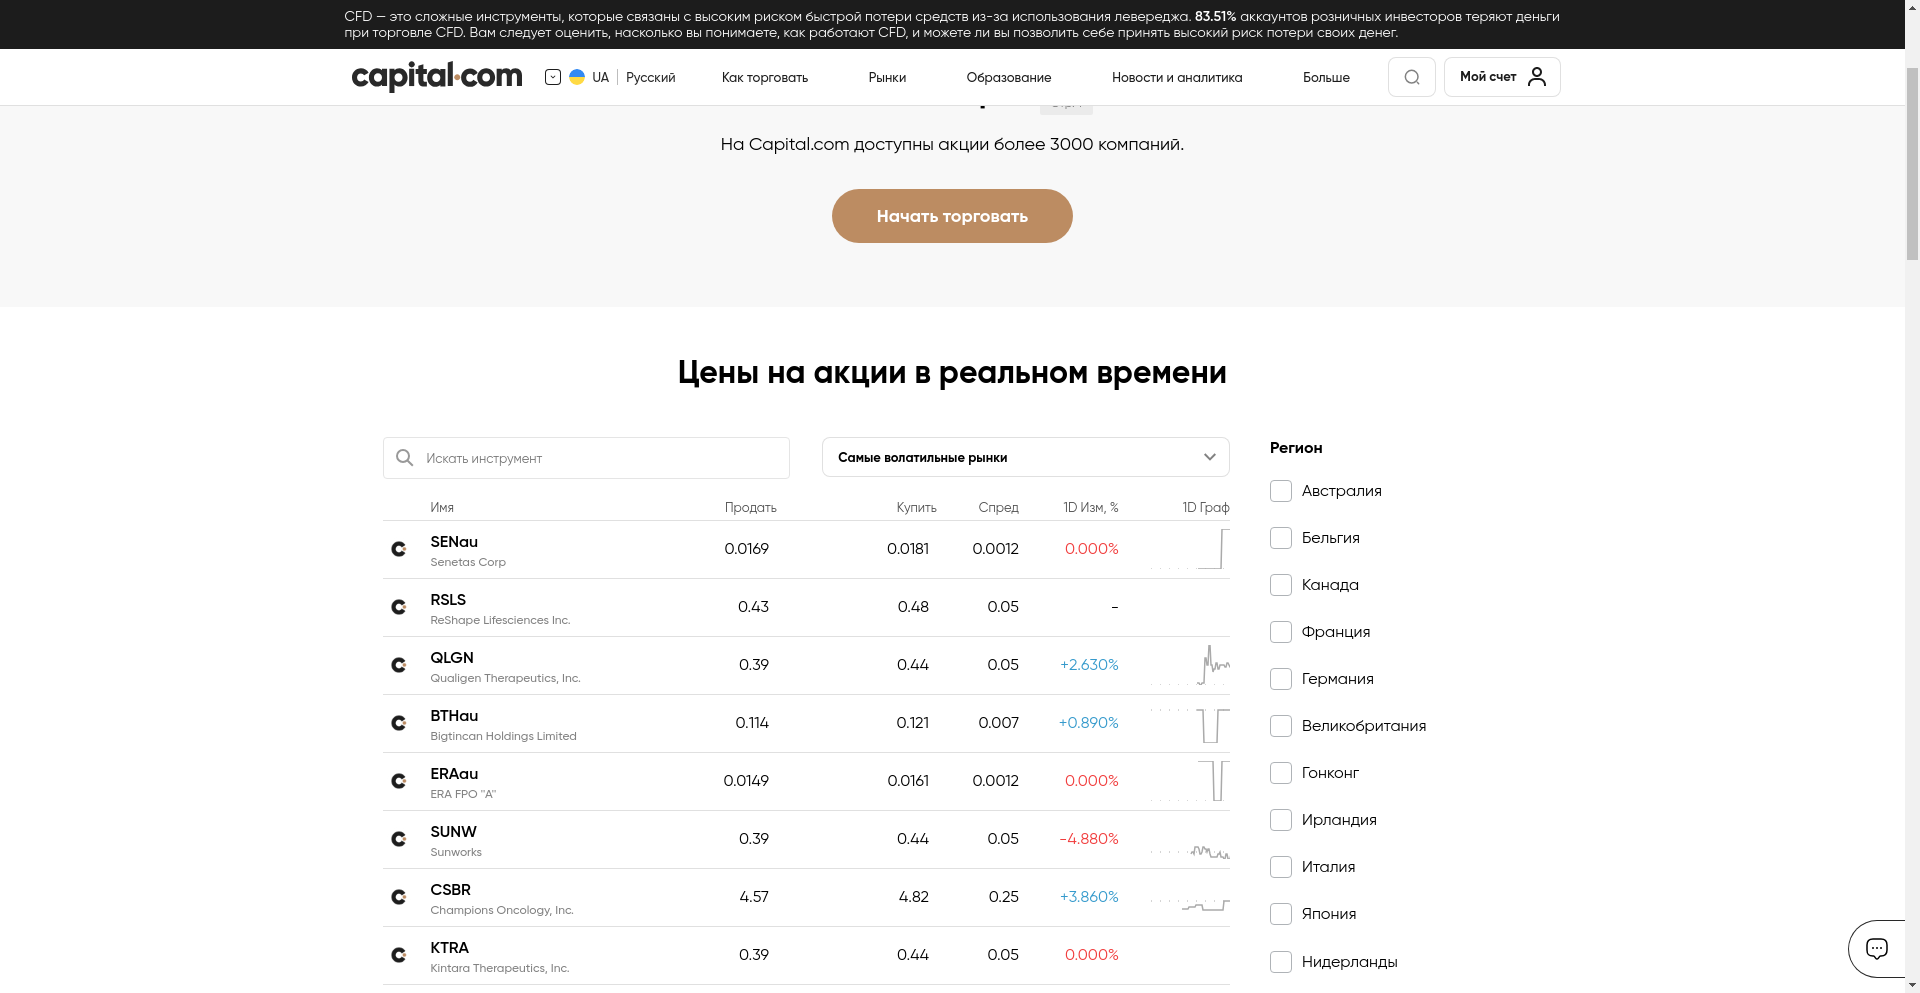 CFD — это сложные инструменты, которые связаны с высоким риском быстрой потери средств из-за использования левереджа. 83.51% аккаунтов розничных инвесторов теряют деньги
при торговле CFD. Вам следует оценить, насколько вы понимаете, как работают CFD, и можете ли вы позволить себе принять высокий риск потери своих денег.
capital.com UA Русский Как торговать Рынки Образование Новости и аналитика Больше Мой счет
На Capital.com доступны акции более 3000 компаний.
Начать торговать
Цены на акции в реальном времени
Искать инструмент
Самые волатильные рынки
Имя Продать Купить Спред 1D Изм, % 1D Граф
SENau
Senetas Corp
0.0169 0.0181 0.0012 0.000%
RSLS
ReShape Lifesciences Inc.
0.43 0.48 0.05 -
QLGN
Qualigen Therapeutics, Inc.
0.39 0.44 0.05 +2.630%
BTHau
Bigtincan Holdings Limited
0.114 0.121 0.007 +0.890%
ERAau
ERA FPO "A"
0.0149 0.0161 0.0012 0.000%
SUNW
Sunworks
0.39 0.44 0.05 -4.880%
CSBR
Champions Oncology, Inc.
4.57 4.82 0.25 +3.860%
KTRA
Kintara Therapeutics, Inc.
0.39 0.44 0.05 0.000%
Регион
Австралия
Бельгия
Канада
Франция
Германия
Великобритания
Гонконг
Ирландия
Италия
Япония
Нидерланды